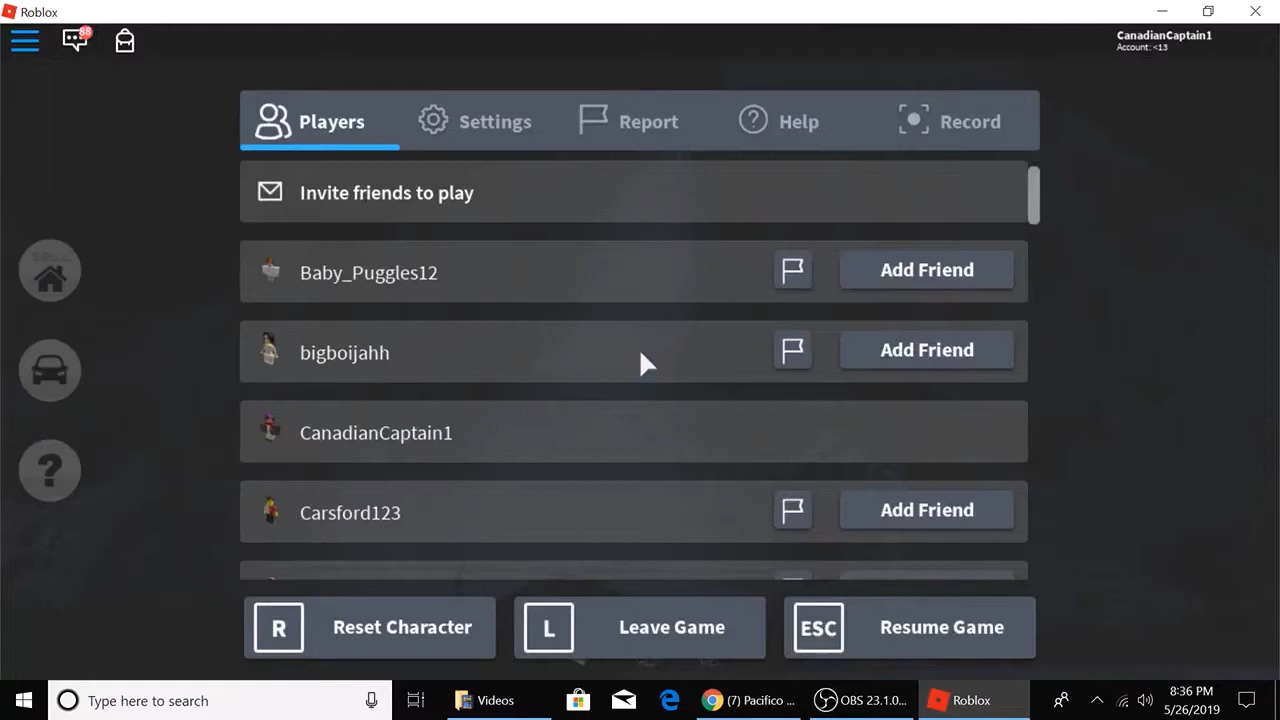 Roblox
88
CanadianCaptain1
Account: <13
Players
Settings
Report
Help
Record
Invite friends to play
Baby_Puggles12
Add Friend
bigboijahh
Add Friend
CanadianCaptain1
Carsford123
Add Friend
?
R
Reset Character
L
Leave Game
ESC
Resume Game
Type here to search
Videos
(7) Pacifico ...
OBS 23.1.0...
Roblox
8:36 PM
5/26/2019